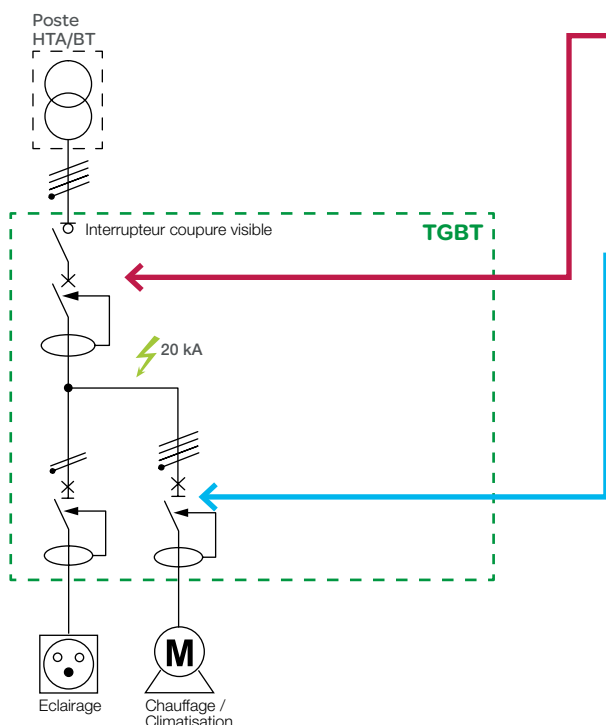 Poste
HTA/BT
Interrupteur coupure visible
TGBT
20 kA
M
Eclairage
Chauffage /
Climatisation